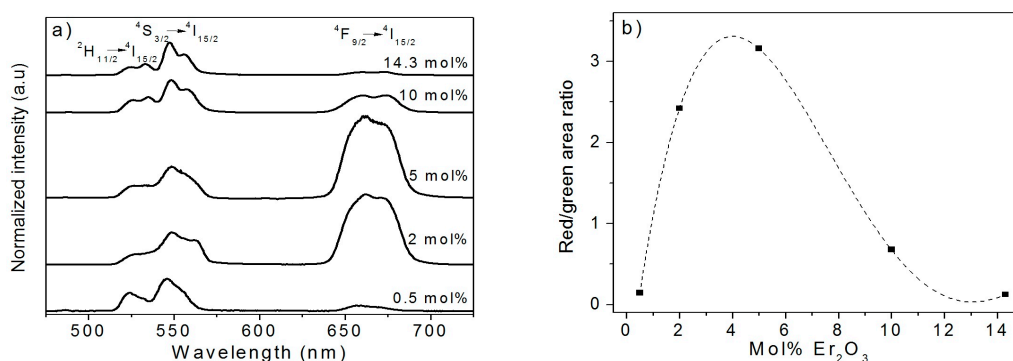 a)
⁴S₃/₂→⁴I₁₅/₂
⁴F₉/₂→⁴I₁₅/₂
²H₁₁/₂→⁴I₁₅/₂
14.3 mol%
10 mol%
5 mol%
2 mol%
0.5 mol%
Normalized intensity (a.u)
500 550 600 650 700
Wavelength (nm)
b)
Red/green area ratio
3
2
1
0
0 2 4 6 8 10 12 14
Mol% Er₂O₃